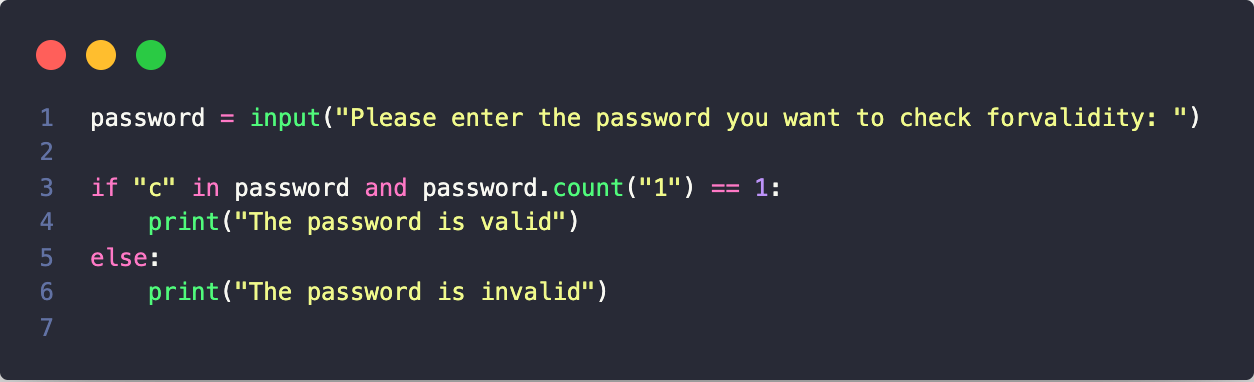 1 password = input("Please enter the password you want to check forvalidity: ")
2
3 if "c" in password and password.count("1") == 1:
4     print("The password is valid")
5 else:
6     print("The password is invalid")
7